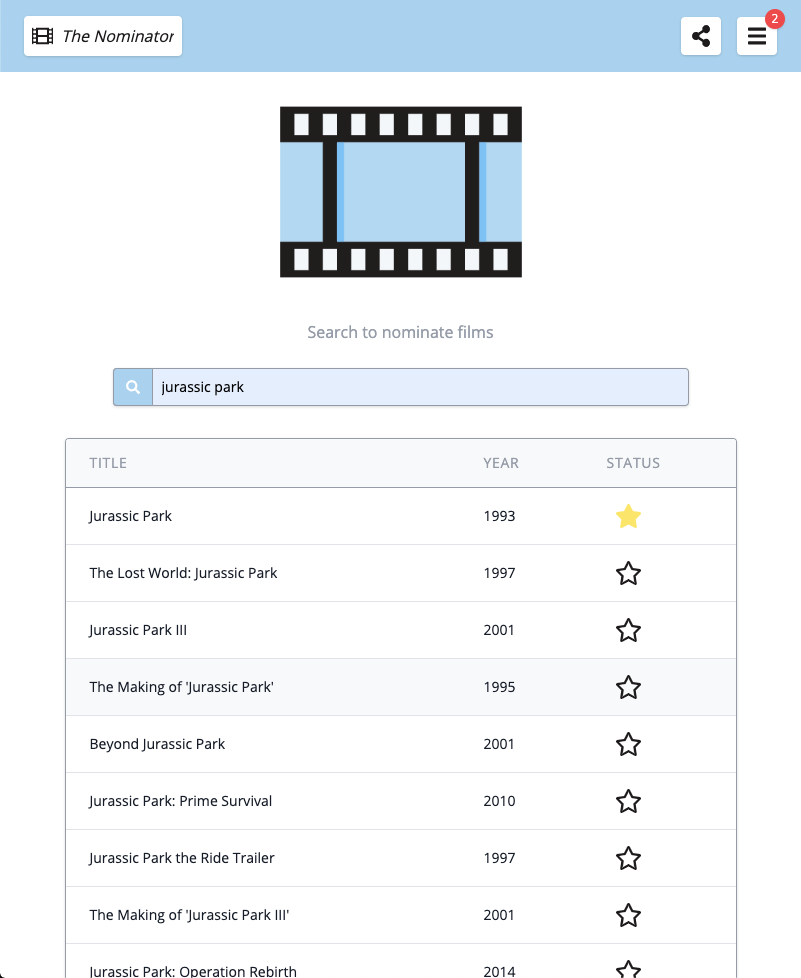 The Nominator
2
Search to nominate films
jurassic park
TITLE YEAR STATUS
Jurassic Park 1993
The Lost World: Jurassic Park 1997
Jurassic Park III 2001
The Making of 'Jurassic Park' 1995
Beyond Jurassic Park 2001
Jurassic Park: Prime Survival 2010
Jurassic Park the Ride Trailer 1997
The Making of 'Jurassic Park III' 2001
Jurassic Park: Operation Rebirth 2014